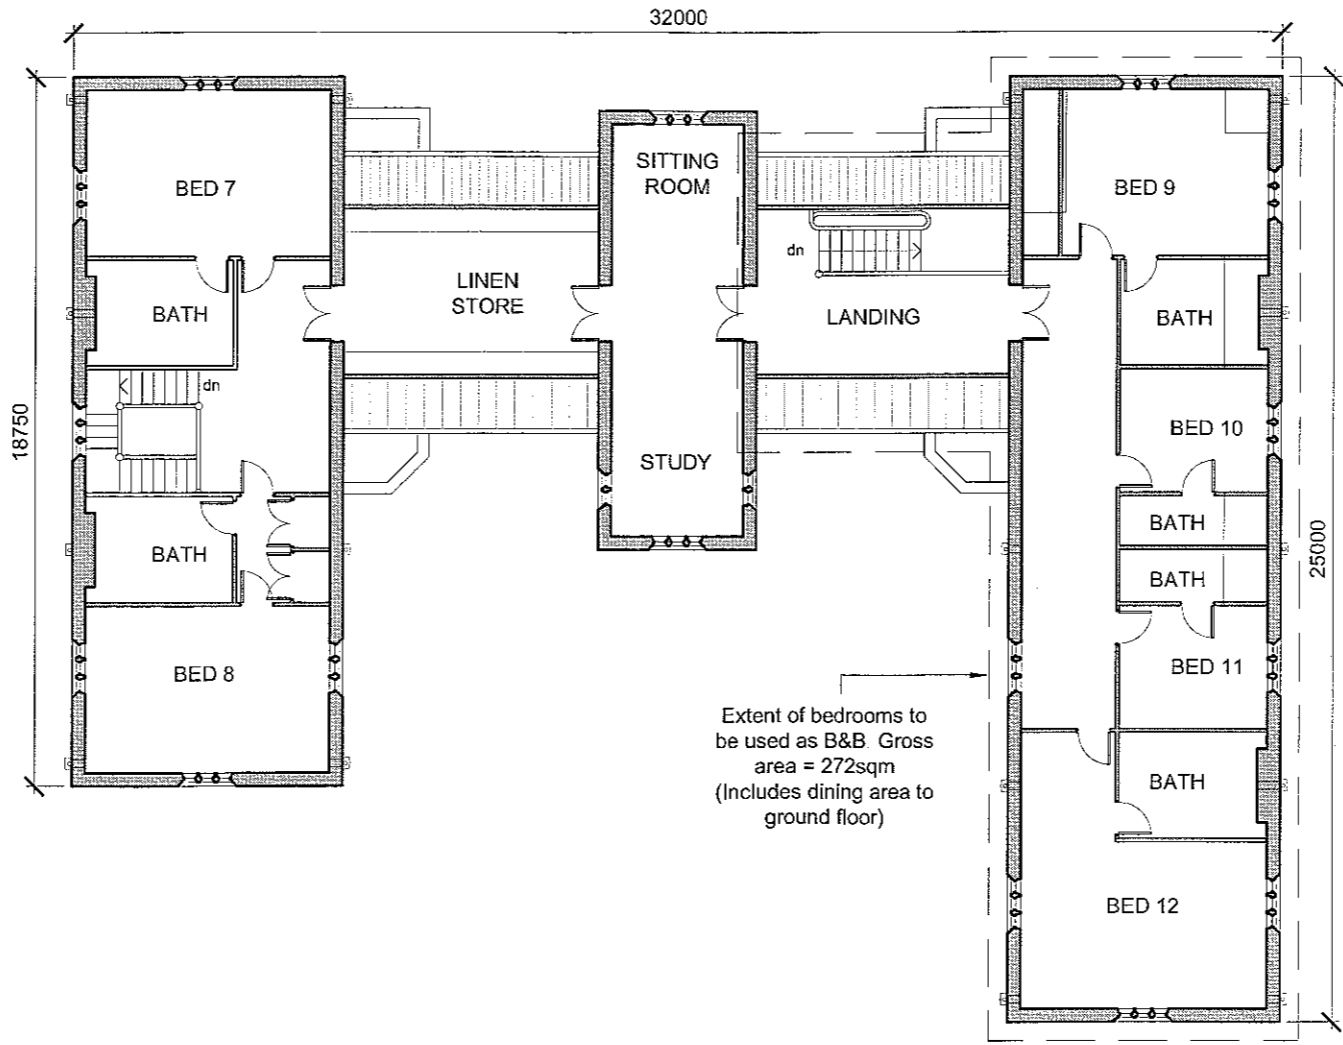 32000
SITTING
ROOM
BED 7
BED 9
dn
LINEN
STORE
BATH
LANDING
BATH
dn
18750
BED 10
STUDY
BATH
BATH
25000
BATH
BED 8
BED 11
Extent of bedrooms to
be used as B&B. Gross
area = 272sqm
(Includes dining area to
ground floor)
BATH
BED 12